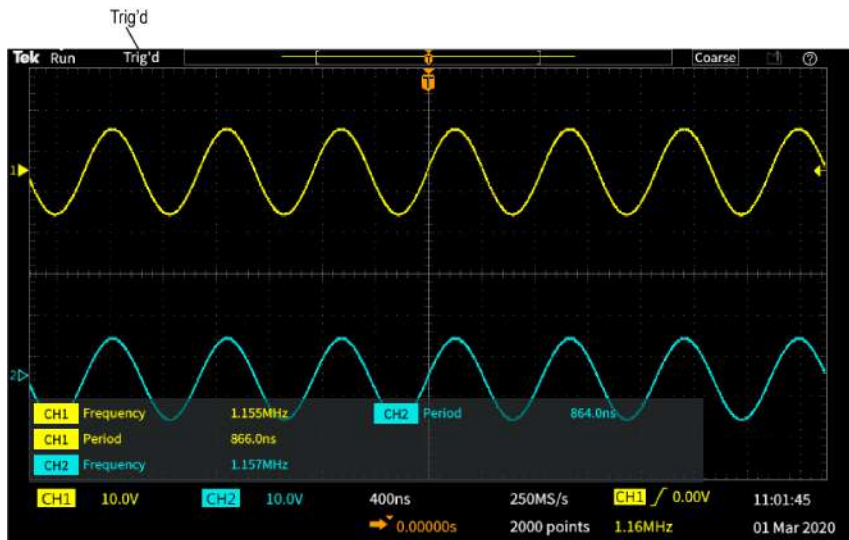 Trig'd
Tek Run Trig'd Coarse
T
T
1
2
CH1 Frequency 1.155MHz CH2 Period 864.0ns
CH1 Period 866.0ns
CH2 Frequency 1.157MHz
CH1 10.0V CH2 10.0V 400ns 250MS/s CH1 0.00V 11:01:45
0.00000s 2000 points 1.16MHz 01 Mar 2020